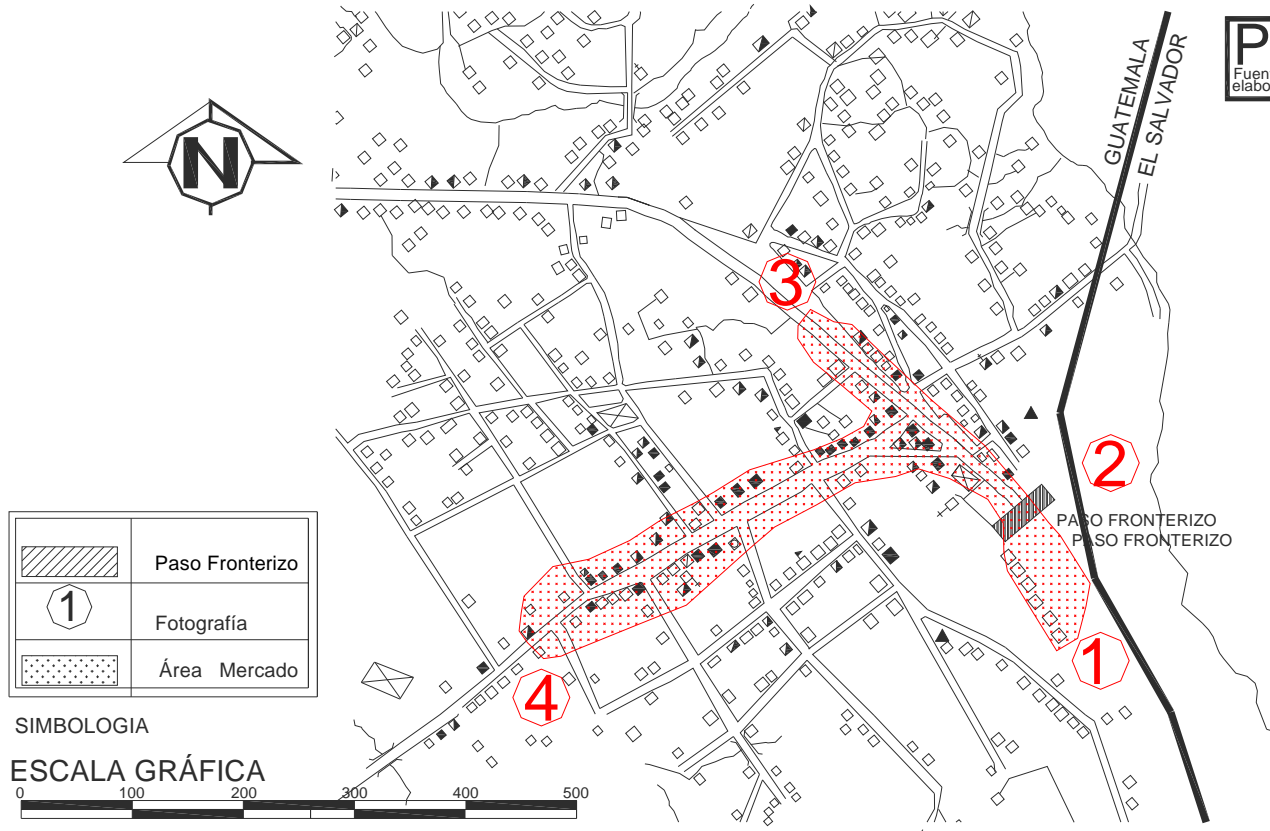 P
Fuen
elabo
GUATEMALA
EL SALVADOR
N
3
2
PASO FRONTERIZO
PASO FRONTERIZO
1
4
Paso Fronterizo
1
Fotografía
Área Mercado
SIMBOLOGIA
ESCALA GRÁFICA
0 100 200 300 400 500